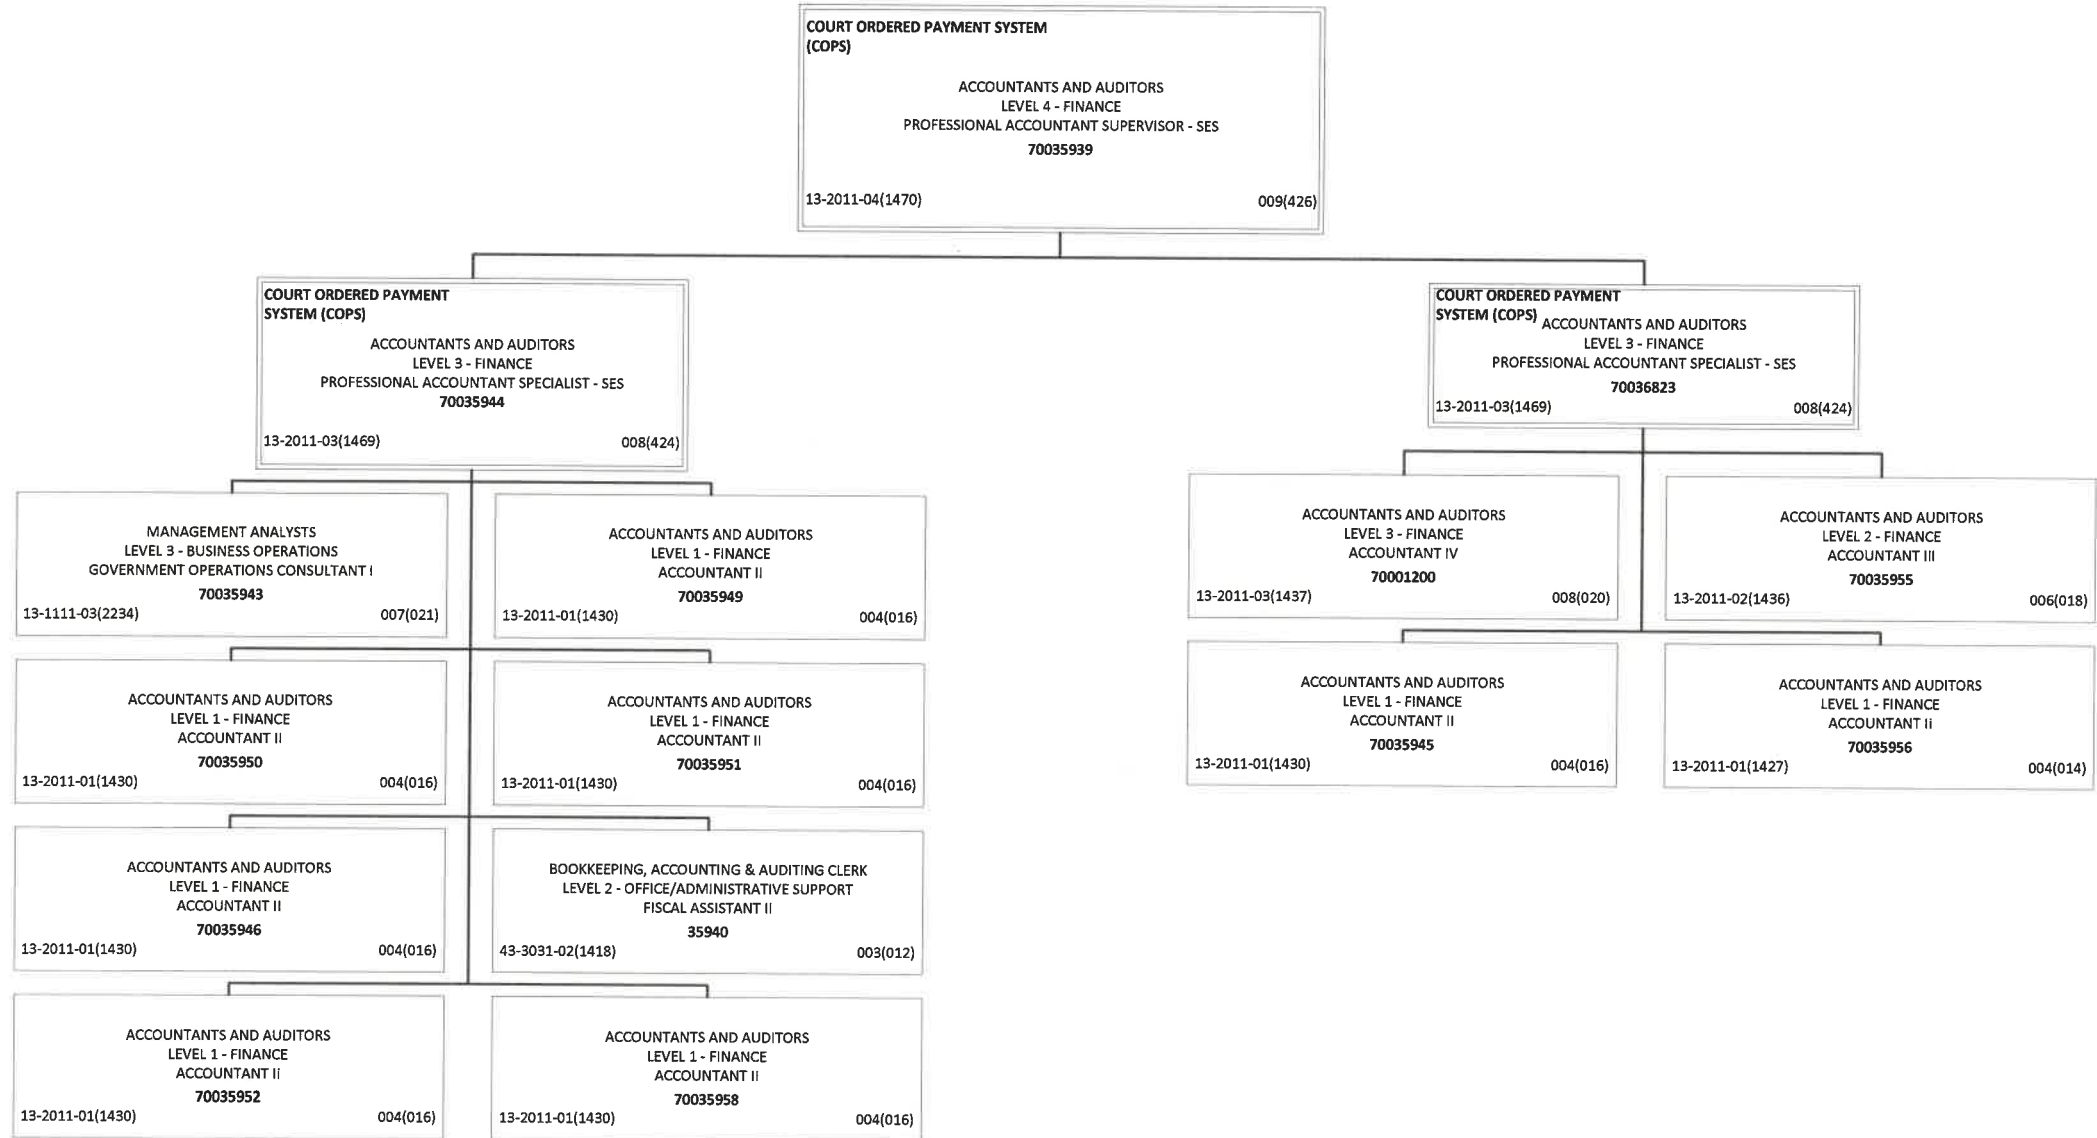 COURT ORDERED PAYMENT SYSTEM
(COPS)
ACCOUNTANTS AND AUDITORS
LEVEL 4 - FINANCE
PROFESSIONAL ACCOUNTANT SUPERVISOR - SES
70035939
13-2011-04(1470) 009(426)
COURT ORDERED PAYMENT
SYSTEM (COPS)
ACCOUNTANTS AND AUDITORS
LEVEL 3 - FINANCE
PROFESSIONAL ACCOUNTANT SPECIALIST - SES
70035944
13-2011-03(1469) 008(424)
COURT ORDERED PAYMENT
SYSTEM (COPS)
ACCOUNTANTS AND AUDITORS
LEVEL 3 - FINANCE
PROFESSIONAL ACCOUNTANT SPECIALIST - SES
70036823
13-2011-03(1469) 008(424)
MANAGEMENT ANALYSTS
LEVEL 3 - BUSINESS OPERATIONS
GOVERNMENT OPERATIONS CONSULTANT I
70035943
13-1111-03(2234) 007(021)
ACCOUNTANTS AND AUDITORS
LEVEL 1 - FINANCE
ACCOUNTANT II
70035949
13-2011-01(1430) 004(016)
ACCOUNTANTS AND AUDITORS
LEVEL 3 - FINANCE
ACCOUNTANT IV
70001200
13-2011-03(1437) 008(020)
ACCOUNTANTS AND AUDITORS
LEVEL 2 - FINANCE
ACCOUNTANT III
70035955
13-2011-02(1436) 006(018)
ACCOUNTANTS AND AUDITORS
LEVEL 1 - FINANCE
ACCOUNTANT II
70035950
13-2011-01(1430) 004(016)
ACCOUNTANTS AND AUDITORS
LEVEL 1 - FINANCE
ACCOUNTANT II
70035951
13-2011-01(1430) 004(016)
ACCOUNTANTS AND AUDITORS
LEVEL 1 - FINANCE
ACCOUNTANT II
70035945
13-2011-01(1430) 004(016)
ACCOUNTANTS AND AUDITORS
LEVEL 1 - FINANCE
ACCOUNTANT Ii
70035956
13-2011-01(1427) 004(014)
ACCOUNTANTS AND AUDITORS
LEVEL 1 - FINANCE
ACCOUNTANT II
70035946
13-2011-01(1430) 004(016)
BOOKKEEPING, ACCOUNTING & AUDITING CLERK
LEVEL 2 - OFFICE/ADMINISTRATIVE SUPPORT
FISCAL ASSISTANT II
35940
43-3031-02(1418) 003(012)
ACCOUNTANTS AND AUDITORS
LEVEL 1 - FINANCE
ACCOUNTANT Ii
70035952
13-2011-01(1430) 004(016)
ACCOUNTANTS AND AUDITORS
LEVEL 1 - FINANCE
ACCOUNTANT II
70035958
13-2011-01(1430) 004(016)